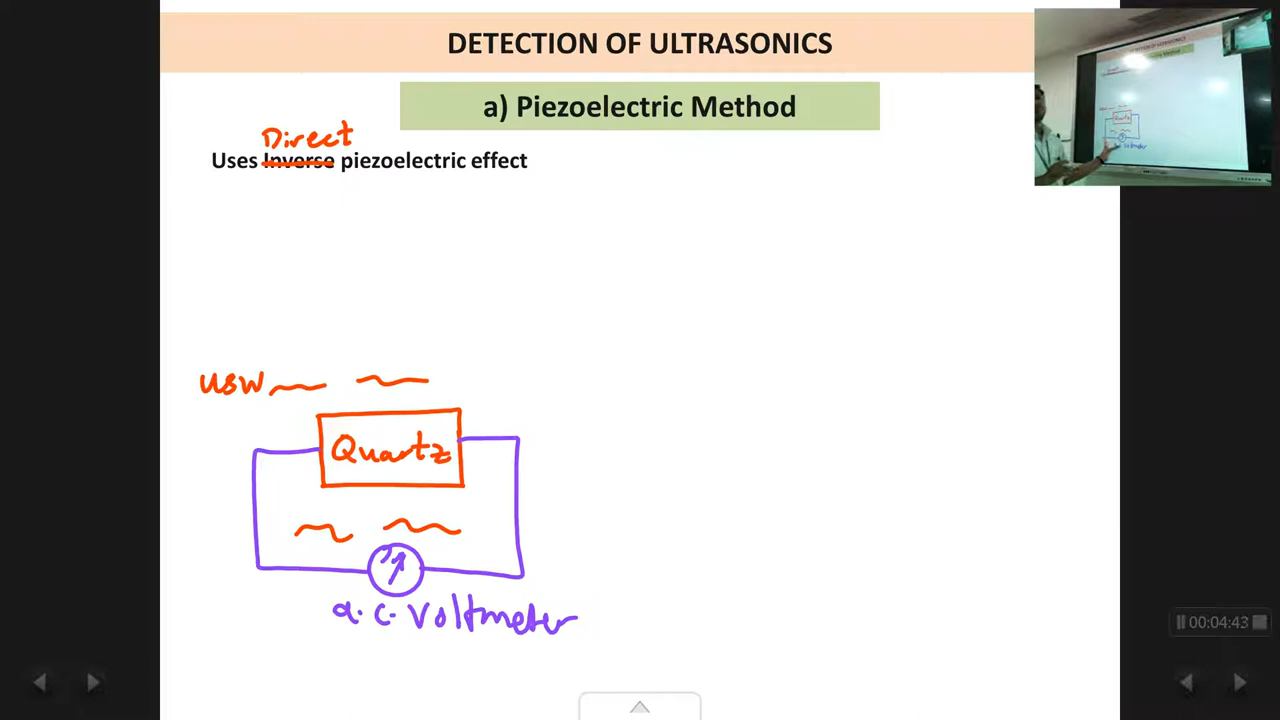 DETECTION OF ULTRASONICS
a) Piezoelectric Method
Direct
Uses Inverse piezoelectric effect
USW
Quartz
a.c. Voltmeter
00:04:43